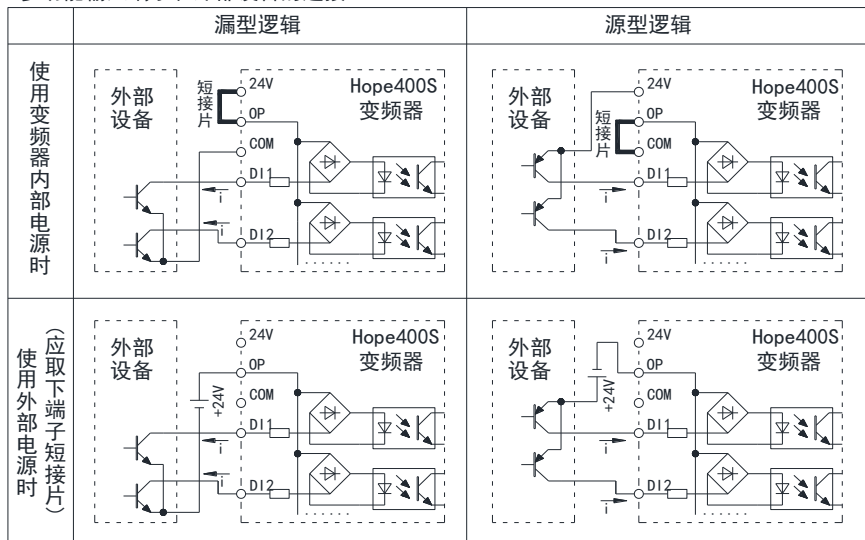 漏型逻辑
源型逻辑
使用变频器内部电源时
外部
设备
短接片
24V
OP
COM
DI1
DI2
i
i
Hope400S
变频器
......
外部
设备
短接片
24V
OP
COM
DI1
DI2
i
i
Hope400S
变频器
......
使用外部电源时
(应取下端子短接片)
外部
设备
+24V
24V
OP
COM
DI1
DI2
i
i
Hope400S
变频器
......
外部
设备
+24V
24V
OP
COM
DI1
DI2
i
i
Hope400S
变频器
......